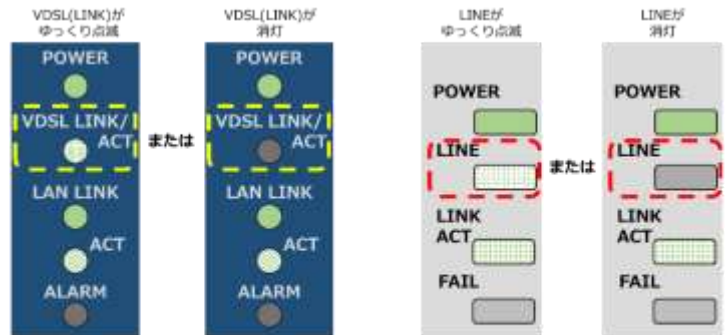 VDSL(LINK)が
ゆっくり点滅
POWER
VDSL LINK/
ACT
LAN LINK
ACT
ALARM
または
VDSL(LINK)が
消灯
POWER
VDSL LINK/
ACT
LAN LINK
ACT
ALARM
LINEが
ゆっくり点滅
POWER
LINE
LINK
ACT
FAIL
または
LINEが
消灯
POWER
LINE
LINK
ACT
FAIL